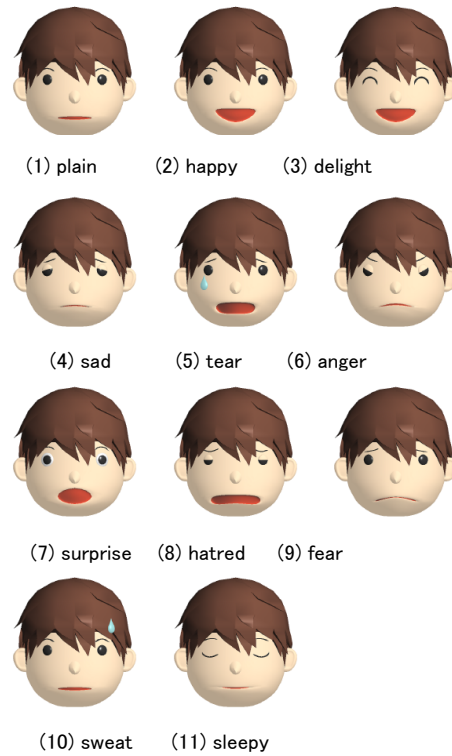 (1) plain (2) happy (3) delight
(4) sad (5) tear (6) anger
(7) surprise (8) hatred (9) fear
(10) sweat (11) sleepy